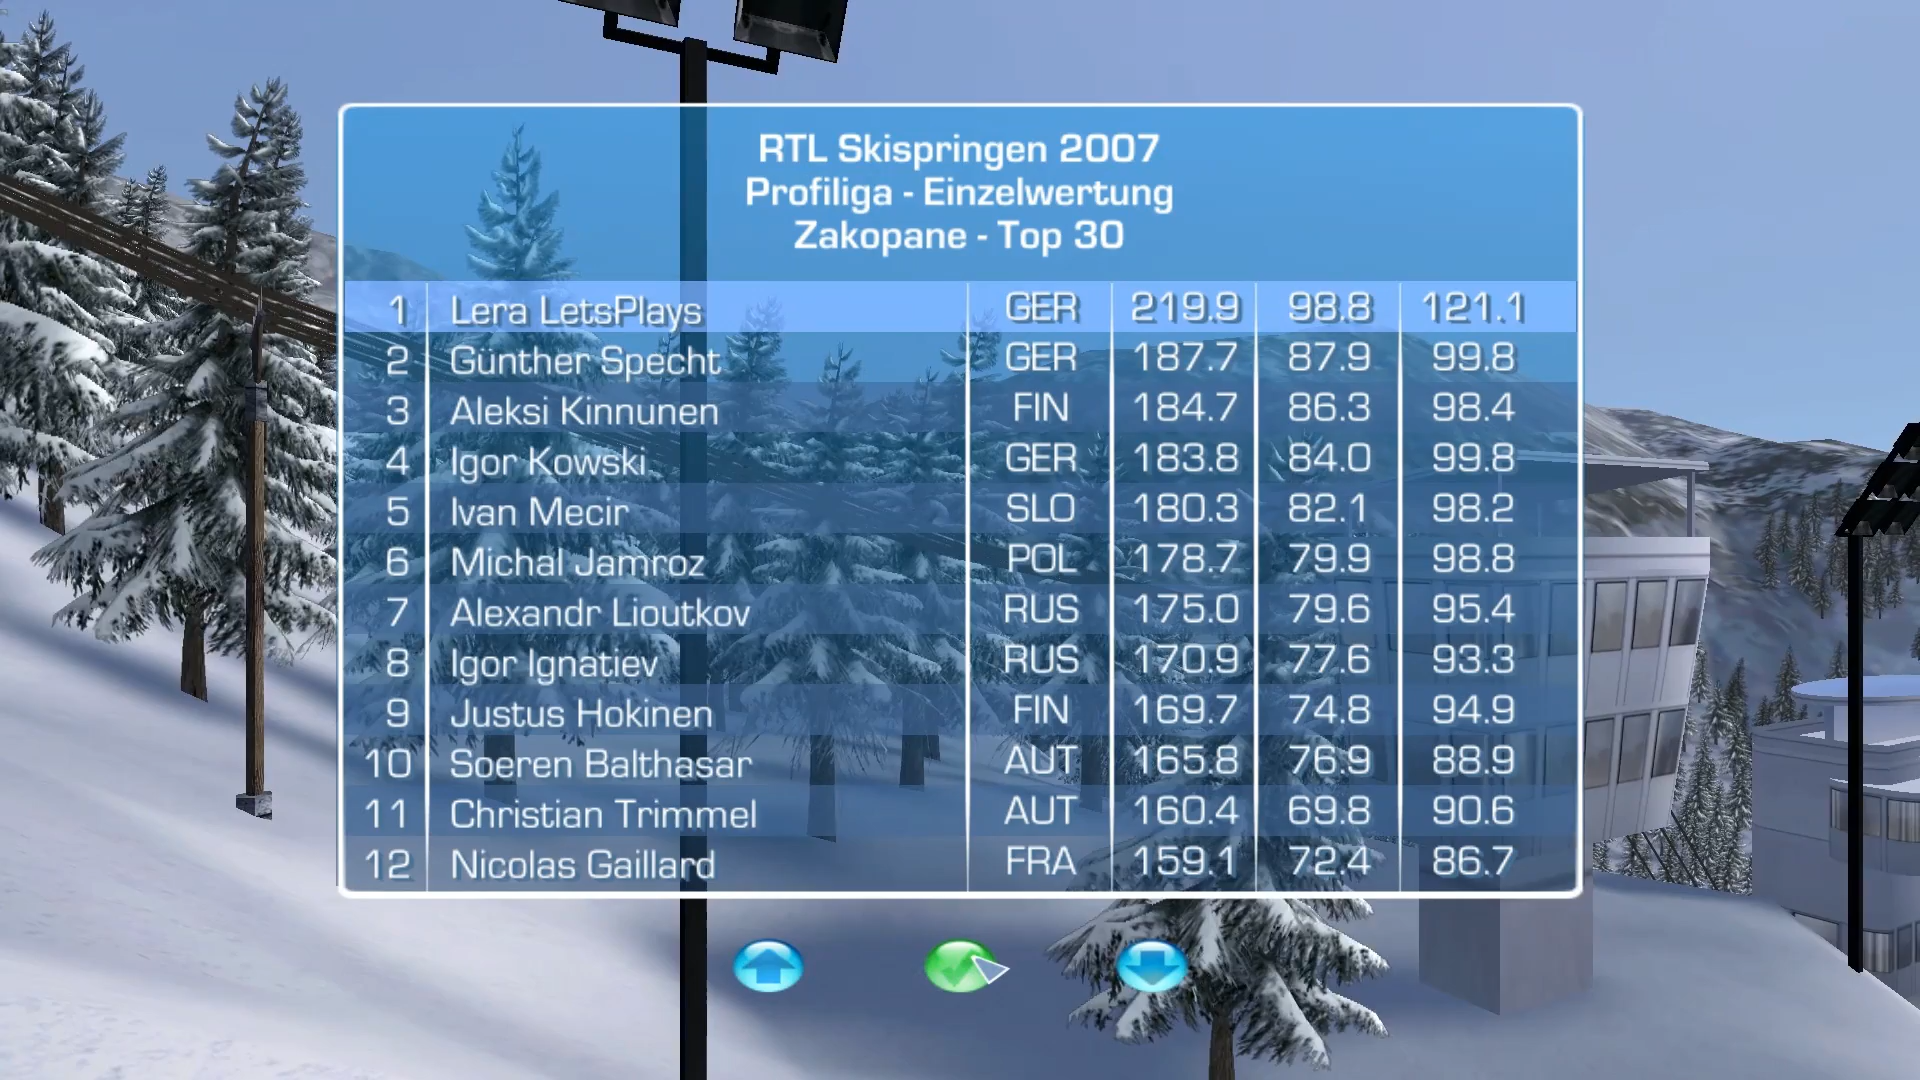 RTL Skispringen 2007
Profiliga - Einzelwertung
Zakopane - Top 30
1 Lera LetsPlays GER 219.9 98.8 121.1
2 Günther Specht GER 187.7 87.9 99.8
3 Aleksi Kinnunen FIN 184.7 86.3 98.4
4 Igor Kowski GER 183.8 84.0 99.8
5 Ivan Mecir SLO 180.3 82.1 98.2
6 Michal Jamroz POL 178.7 79.9 98.8
7 Alexandr Lioutkov RUS 175.0 79.6 95.4
8 Igor Ignatiev RUS 170.9 77.6 93.3
9 Justus Hokinen FIN 169.7 74.8 94.9
10 Soeren Balthasar AUT 165.8 76.9 88.9
11 Christian Trimmel AUT 160.4 69.8 90.6
12 Nicolas Gaillard FRA 159.1 72.4 86.7